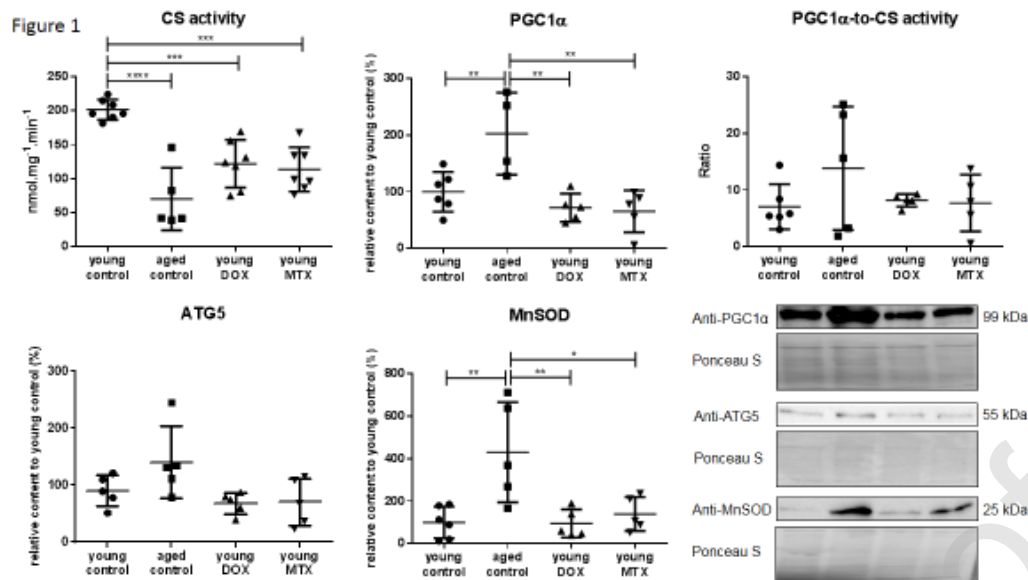 Figure 1
CS activity
nmol.mg⁻¹.min⁻¹
250
200
150
100
50
0
***
***
****
young control
aged control
young DOX
young MTX
PGC1α
relative content to young control (%)
300
200
100
0
**
**
**
young control
aged control
young DOX
young MTX
PGC1α-to-CS activity
Ratio
30
20
10
0
young control
aged control
young DOX
young MTX
ATG5
relative content to young control (%)
300
200
100
0
young control
aged control
young DOX
young MTX
MnSOD
relative content to young control (%)
800
600
400
200
0
*
**
**
young control
aged control
young DOX
young MTX
Anti-PGC1α 99 kDa
Ponceau S
Anti-ATG5 55 kDa
Ponceau S
Anti-MnSOD 25 kDa
Ponceau S